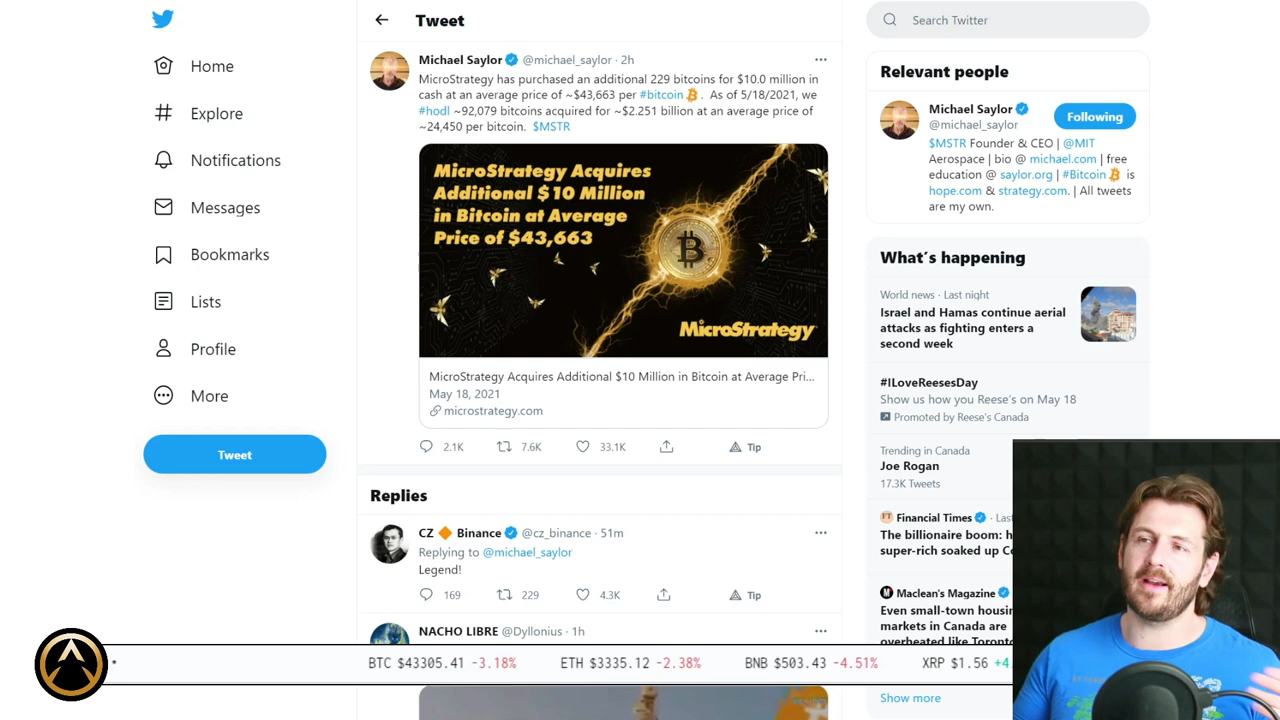 Home
Explore
Notifications
Messages
Bookmarks
Lists
Profile
More
Tweet
Tweet
Michael Saylor @michael_saylor · 2h
MicroStrategy has purchased an additional 229 bitcoins for $10.0 million in
cash at an average price of ~$43,663 per #bitcoin. As of 5/18/2021, we
#hodl ~92,079 bitcoins acquired for ~$2.251 billion at an average price of
~24,450 per bitcoin. $MSTR
MicroStrategy Acquires
Additional $10 Million
in Bitcoin at Average
Price of $43,663
MicroStrategy
MicroStrategy Acquires Additional $10 Million in Bitcoin at Average Pri...
May 18, 2021
microstrategy.com
2.1K 7.6K 33.1K Tip
Replies
CZ Binance @cz_binance · 51m
Replying to @michael_saylor
Legend!
169 229 4.3K Tip
NACHO LIBRE @Dyllonius · 1h
Search Twitter
Relevant people
Michael Saylor
@michael_saylor
Following
$MSTR Founder & CEO | @MIT
Aerospace | bio @ michael.com | free
education @ saylor.org | #Bitcoin is
hope.com & strategy.com. | All tweets
are my own.
What's happening
World news · Last night
Israel and Hamas continue aerial
attacks as fighting enters a
second week
#ILoveReesesDay
Show us how you Reese's on May 18
Promoted by Reese's Canada
Trending in Canada
Joe Rogan
17.3K Tweets
Financial Times
The billionaire boom:
super-rich soaked up
Maclean's Magazine
Even small-town
markets in Canada are
overheated like
Show more
* BTC $43305.41 -3.18% ETH $3335.12 -2.38% BNB $503.43 -4.51% XRP $1.56 +4